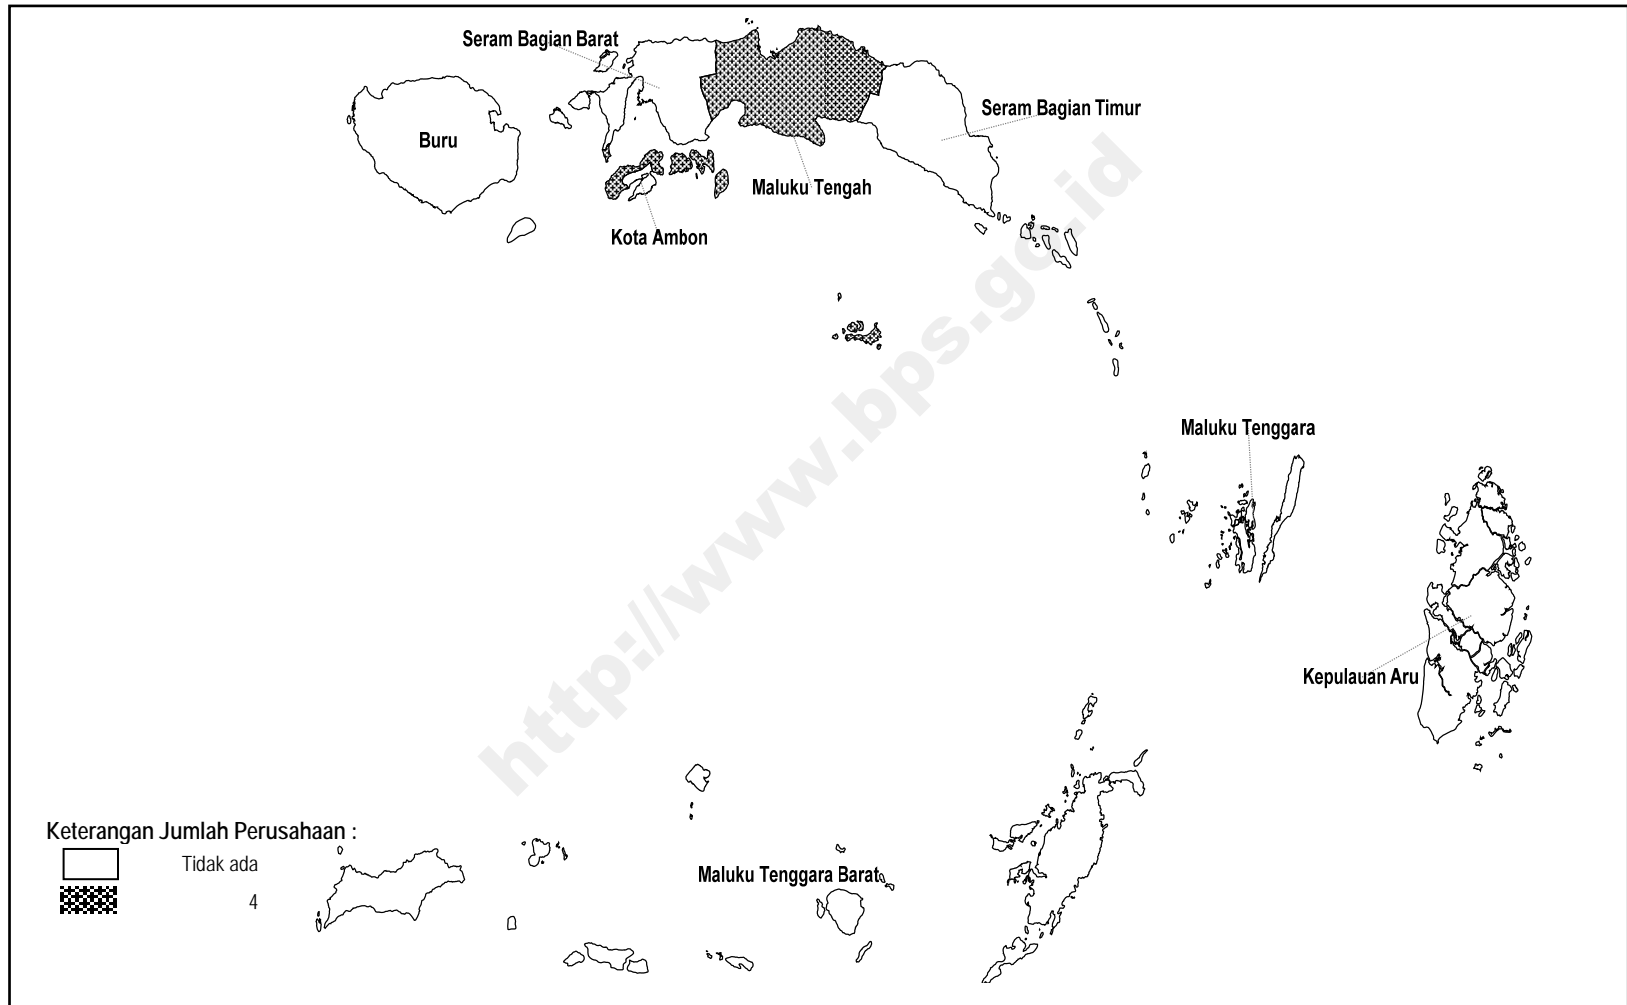 Seram Bagian Barat
Seram Bagian Timur
Buru
Maluku Tengah
Kota Ambon
Maluku Tenggara
Kepulauan Aru
Maluku Tenggara Barat
http://www.bps.go.id
Keterangan Jumlah Perusahaan :
Tidak ada
4